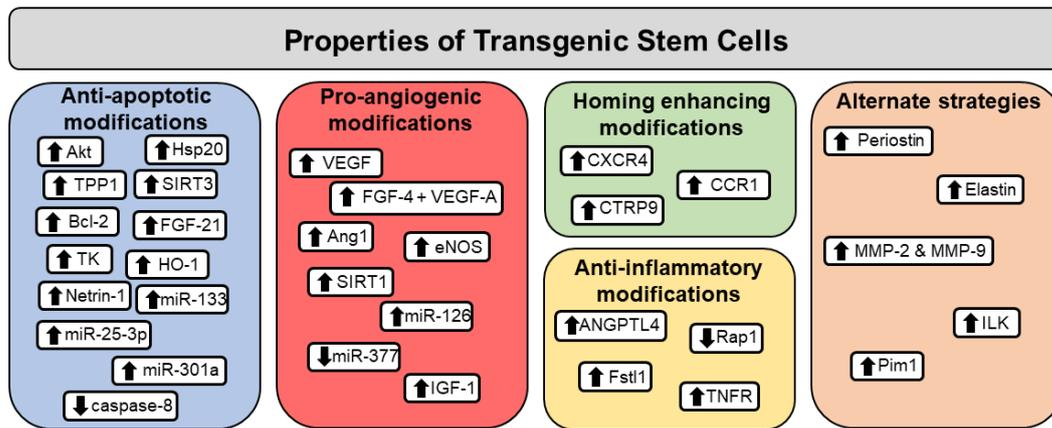 Properties of Transgenic Stem Cells
Anti-apoptotic
modifications
Akt
Hsp20
TPP1
SIRT3
Bcl-2
FGF-21
TK
HO-1
Netrin-1
miR-133
miR-25-3p
miR-301a
caspase-8
Pro-angiogenic
modifications
VEGF
FGF-4 + VEGF-A
Ang1
eNOS
SIRT1
miR-126
miR-377
IGF-1
Homing enhancing
modifications
CXCR4
CCR1
CTRP9
Anti-inflammatory
modifications
ANGPTL4
Rap1
Fstl1
TNFR
Alternate strategies
Periostin
Elastin
MMP-2 & MMP-9
ILK
Pim1